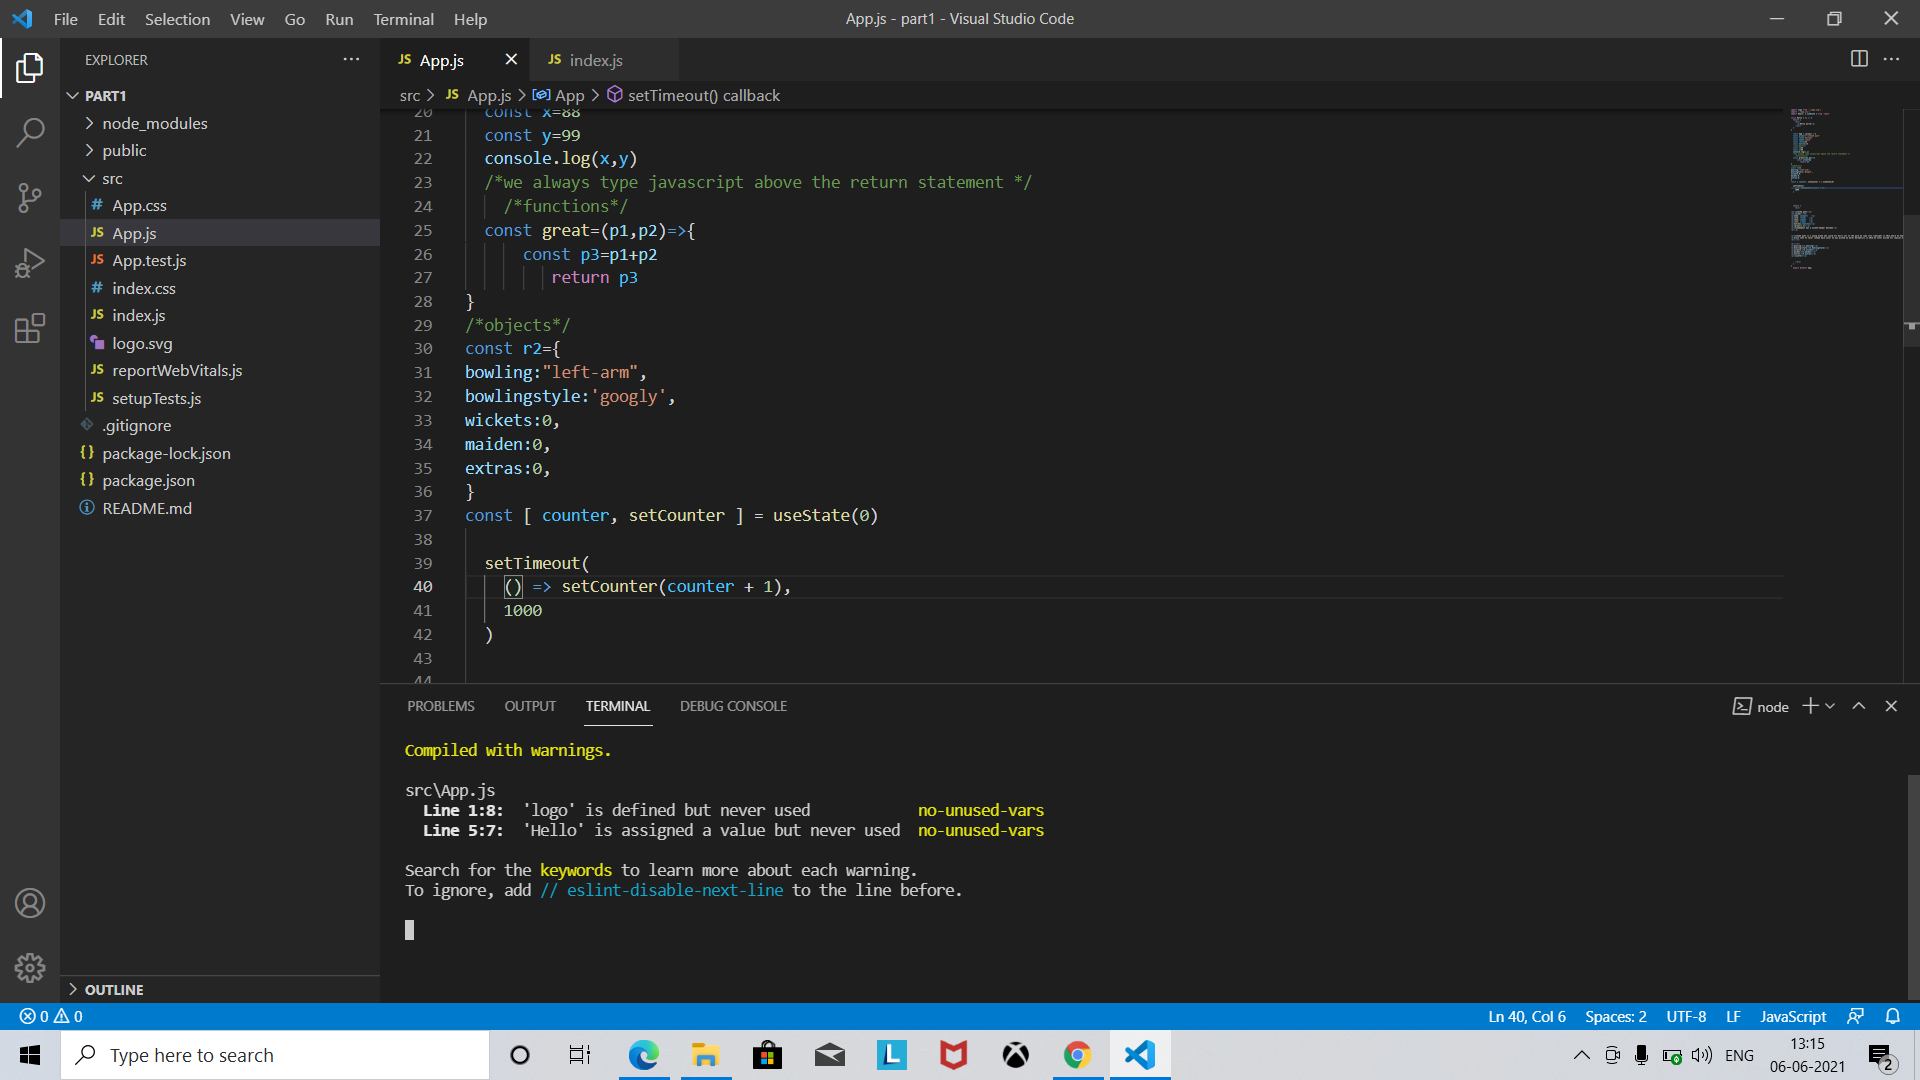 File Edit Selection View Go Run Terminal Help
App.js - part1 - Visual Studio Code
EXPLORER
PART1
node_modules
public
src
# App.css
JS App.js
JS App.test.js
# index.css
JS index.js
logo.svg
JS reportWebVitals.js
JS setupTests.js
.gitignore
{} package-lock.json
{} package.json
README.md
OUTLINE
JS App.js
JS index.js
src > JS App.js > App > setTimeout() callback
20 const x=88
21 const y=99
22 console.log(x,y)
23 /*we always type javascript above the return statement */
24 /*functions*/
25 const great=(p1,p2)=>{
26 const p3=p1+p2
27 return p3
28 }
29 /*objects*/
30 const r2={
31 bowling:"left-arm",
32 bowlingstyle:'googly',
33 wickets:0,
34 maiden:0,
35 extras:0,
36 }
37 const [ counter, setCounter ] = useState(0)
38
39 setTimeout(
40 () => setCounter(counter + 1),
41 1000
42 )
43
44
PROBLEMS OUTPUT TERMINAL DEBUG CONSOLE
node
Compiled with warnings.
src\App.js
Line 1:8: 'logo' is defined but never used no-unused-vars
Line 5:7: 'Hello' is assigned a value but never used no-unused-vars
Search for the keywords to learn more about each warning.
To ignore, add // eslint-disable-next-line to the line before.
0 0
Ln 40, Col 6 Spaces: 2 UTF-8 LF JavaScript
Type here to search
L
ENG
13:15
06-06-2021
2